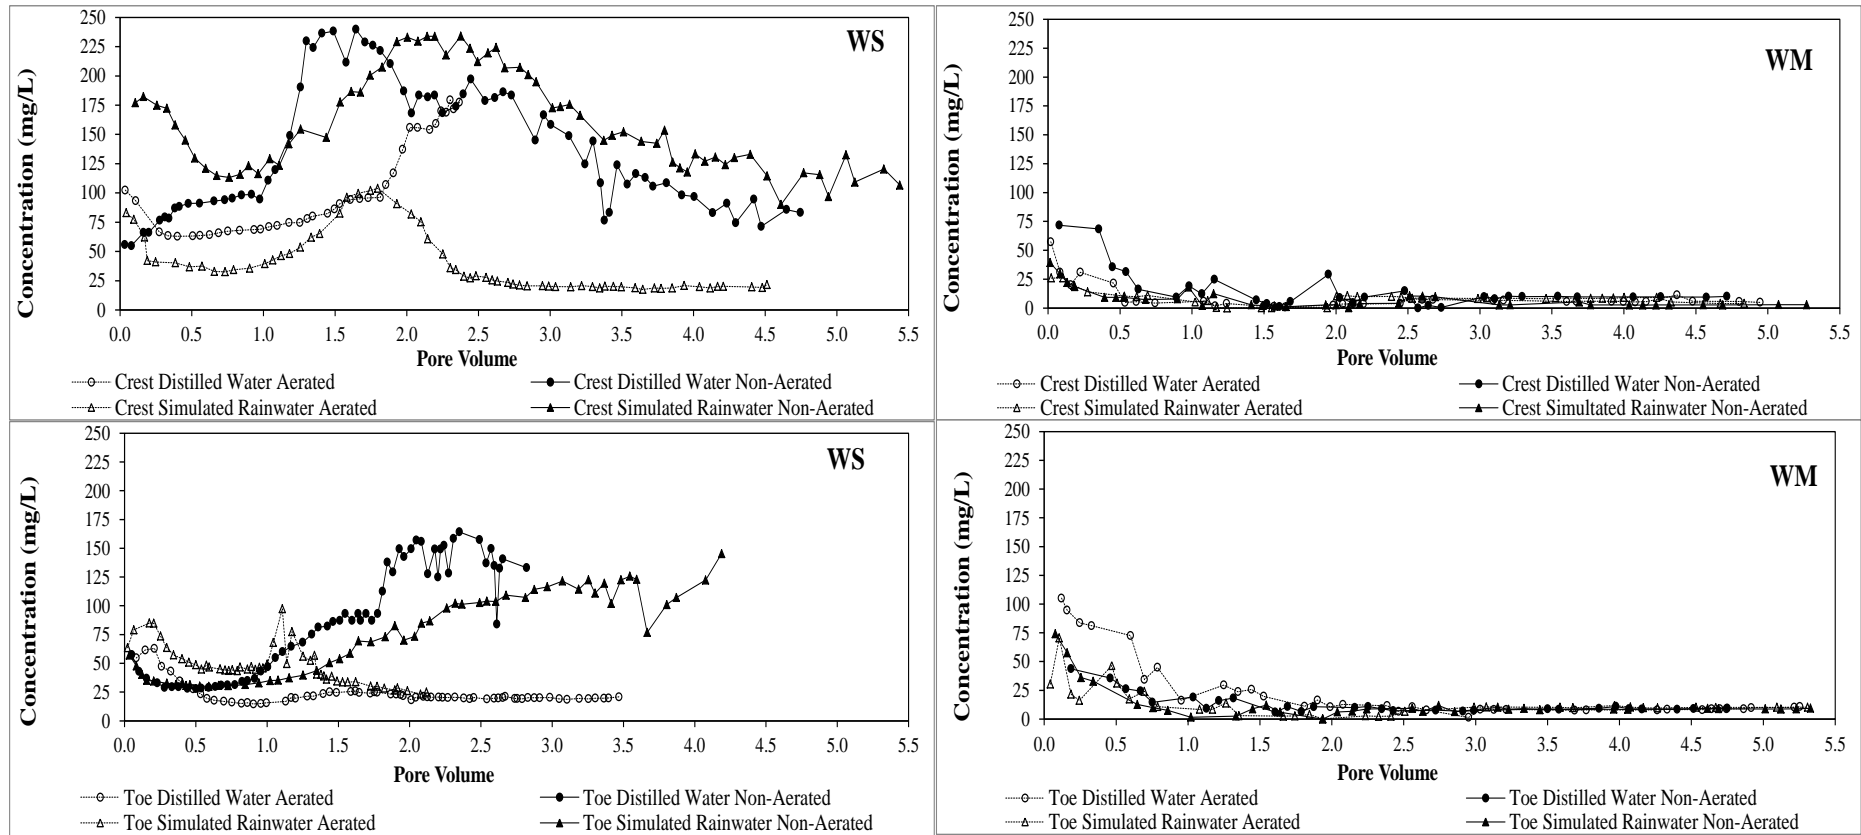 WS
Concentration (mg/L)
250
225
200
175
150
125
100
75
50
25
0
0.0 0.5 1.0 1.5 2.0 2.5 3.0 3.5 4.0 4.5 5.0 5.5
Pore Volume
Crest Distilled Water Aerated
Crest Distilled Water Non-Aerated
Crest Simulated Rainwater Aerated
Crest Simulated Rainwater Non-Aerated
WM
Concentration (mg/L)
250
225
200
175
150
125
100
75
50
25
0
0.0 0.5 1.0 1.5 2.0 2.5 3.0 3.5 4.0 4.5 5.0 5.5
Pore Volume
Crest Distilled Water Aerated
Crest Distilled Water Non-Aerated
Crest Simulated Rainwater Aerated
Crest Simultated Rainwater Non-Aerated
WS
Concentration (mg/L)
250
225
200
175
150
125
100
75
50
25
0
0.0 0.5 1.0 1.5 2.0 2.5 3.0 3.5 4.0 4.5 5.0 5.5
Pore Volume
Toe Distilled Water Aerated
Toe Distilled Water Non-Aerated
Toe Simulated Rainwater Aerated
Toe Simulated Rainwater Non-Aerated
WM
Concentration (mg/L)
250
225
200
175
150
125
100
75
50
25
0
0.0 0.5 1.0 1.5 2.0 2.5 3.0 3.5 4.0 4.5 5.0 5.5
Pore Volume
Toe Distilled Water Aerated
Toe Distilled Water Non-Aerated
Toe Simulated Rainwater Aerated
Toe Simulated Rainwater Non-Aerated